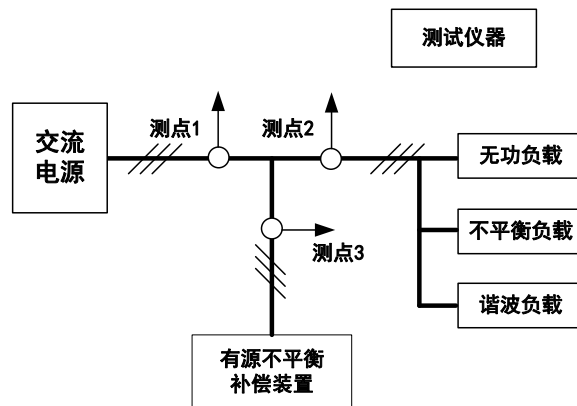 测试仪器
交流
电源
测点1
测点2
无功负载
不平衡负载
测点3
谐波负载
有源不平衡
补偿装置